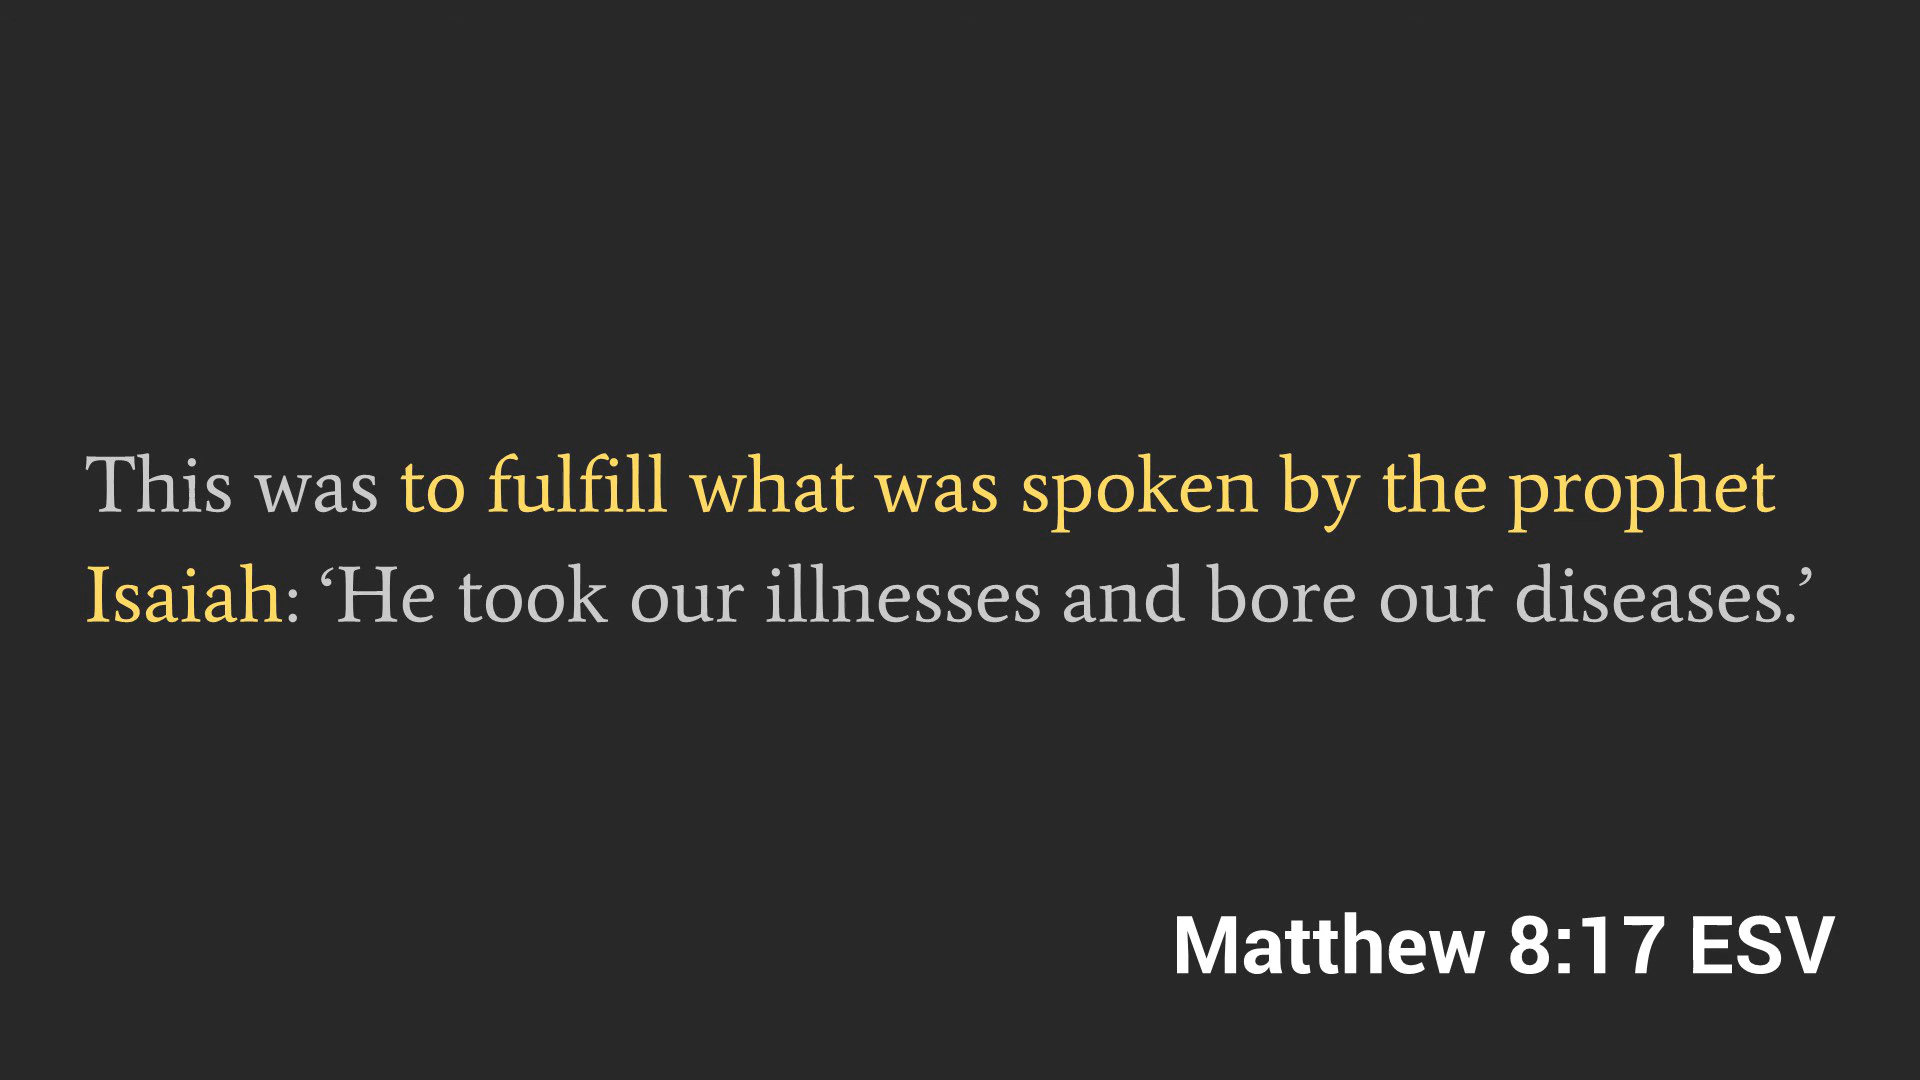 This was to fulfill what was spoken by the prophet
Isaiah: ‘He took our illnesses and bore our diseases.’
Matthew 8:17 ESV